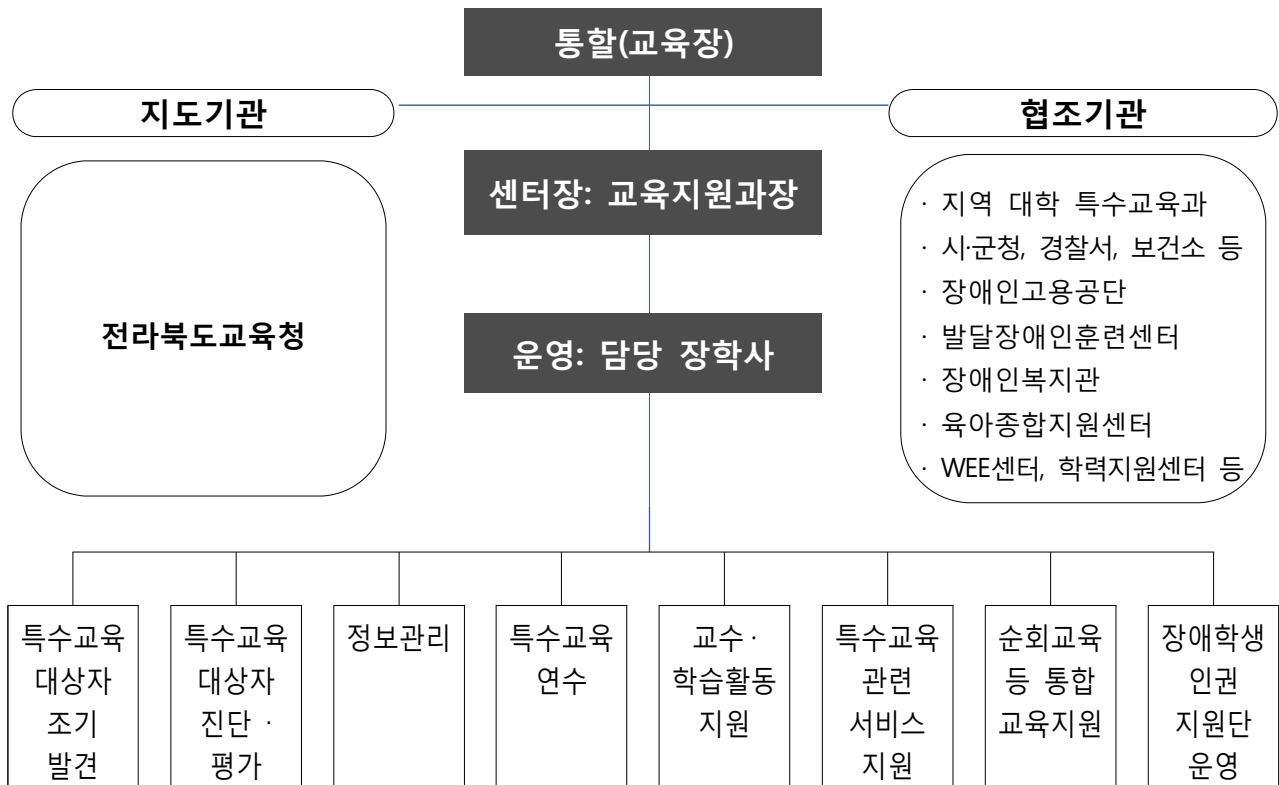 통할(교육장)
지도기관
협조기관
센터장: 교육지원과장
전라북도교육청
· 지역 대학 특수교육과
· 시·군청, 경찰서, 보건소 등
· 장애인고용공단
· 발달장애인훈련센터
· 장애인복지관
· 육아종합지원센터
· WEE센터, 학력지원센터 등
운영: 담당 장학사
특수교육
대상자
조기
발견
특수교육
대상자
진단 ·
평가
정보관리
특수교육
연수
교수 ·
학습활동
지원
특수교육
관련
서비스
지원
순회교육
등 통합
교육지원
장애학생
인권
지원단
운영